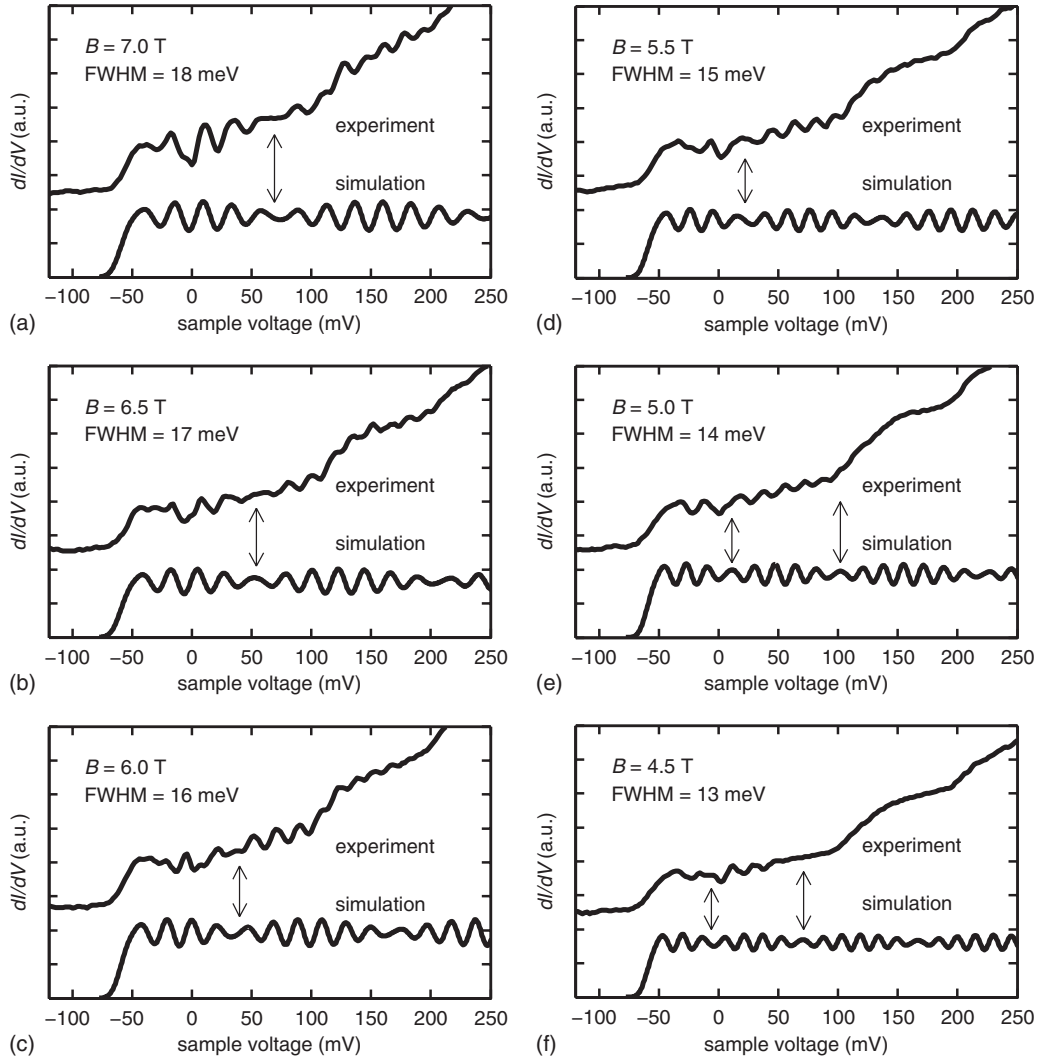 B = 7.0 T
FWHM = 18 meV
experiment
simulation
dI/dV (a.u.)
−100 −50 0 50 100 150 200 250
(a) sample voltage (mV)
B = 6.5 T
FWHM = 17 meV
experiment
simulation
dI/dV (a.u.)
−100 −50 0 50 100 150 200 250
(b) sample voltage (mV)
B = 6.0 T
FWHM = 16 meV
experiment
simulation
dI/dV (a.u.)
−100 −50 0 50 100 150 200 250
(c) sample voltage (mV)
B = 5.5 T
FWHM = 15 meV
experiment
simulation
dI/dV (a.u.)
−100 −50 0 50 100 150 200 250
(d) sample voltage (mV)
B = 5.0 T
FWHM = 14 meV
experiment
simulation
dI/dV (a.u.)
−100 −50 0 50 100 150 200 250
(e) sample voltage (mV)
B = 4.5 T
FWHM = 13 meV
experiment
simulation
dI/dV (a.u.)
−100 −50 0 50 100 150 200 250
(f) sample voltage (mV)